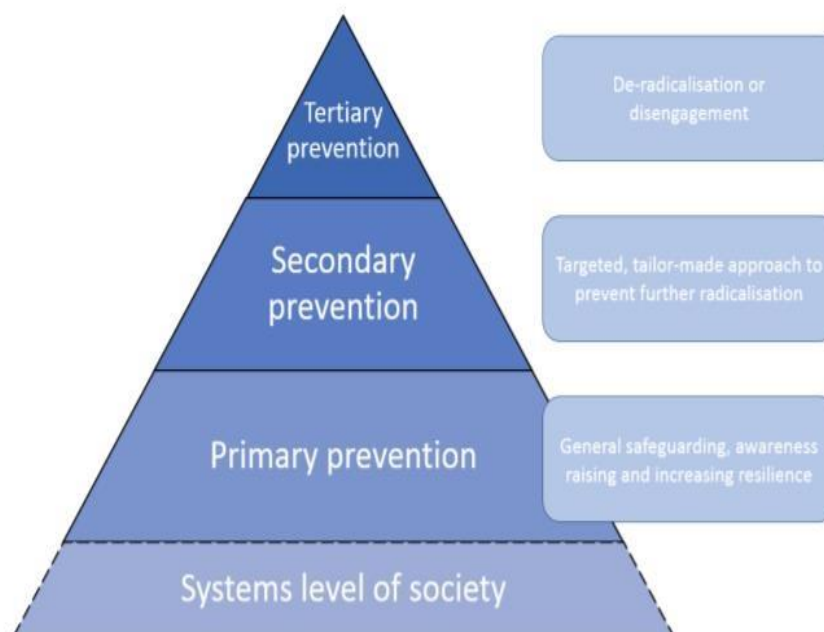 Tertiary
prevention
De-radicalisation or
disengagement
Secondary
prevention
Targeted, tailor-made approach to
prevent further radicalisation
Primary prevention
General safeguarding, awareness
raising and increasing resilience
Systems level of society